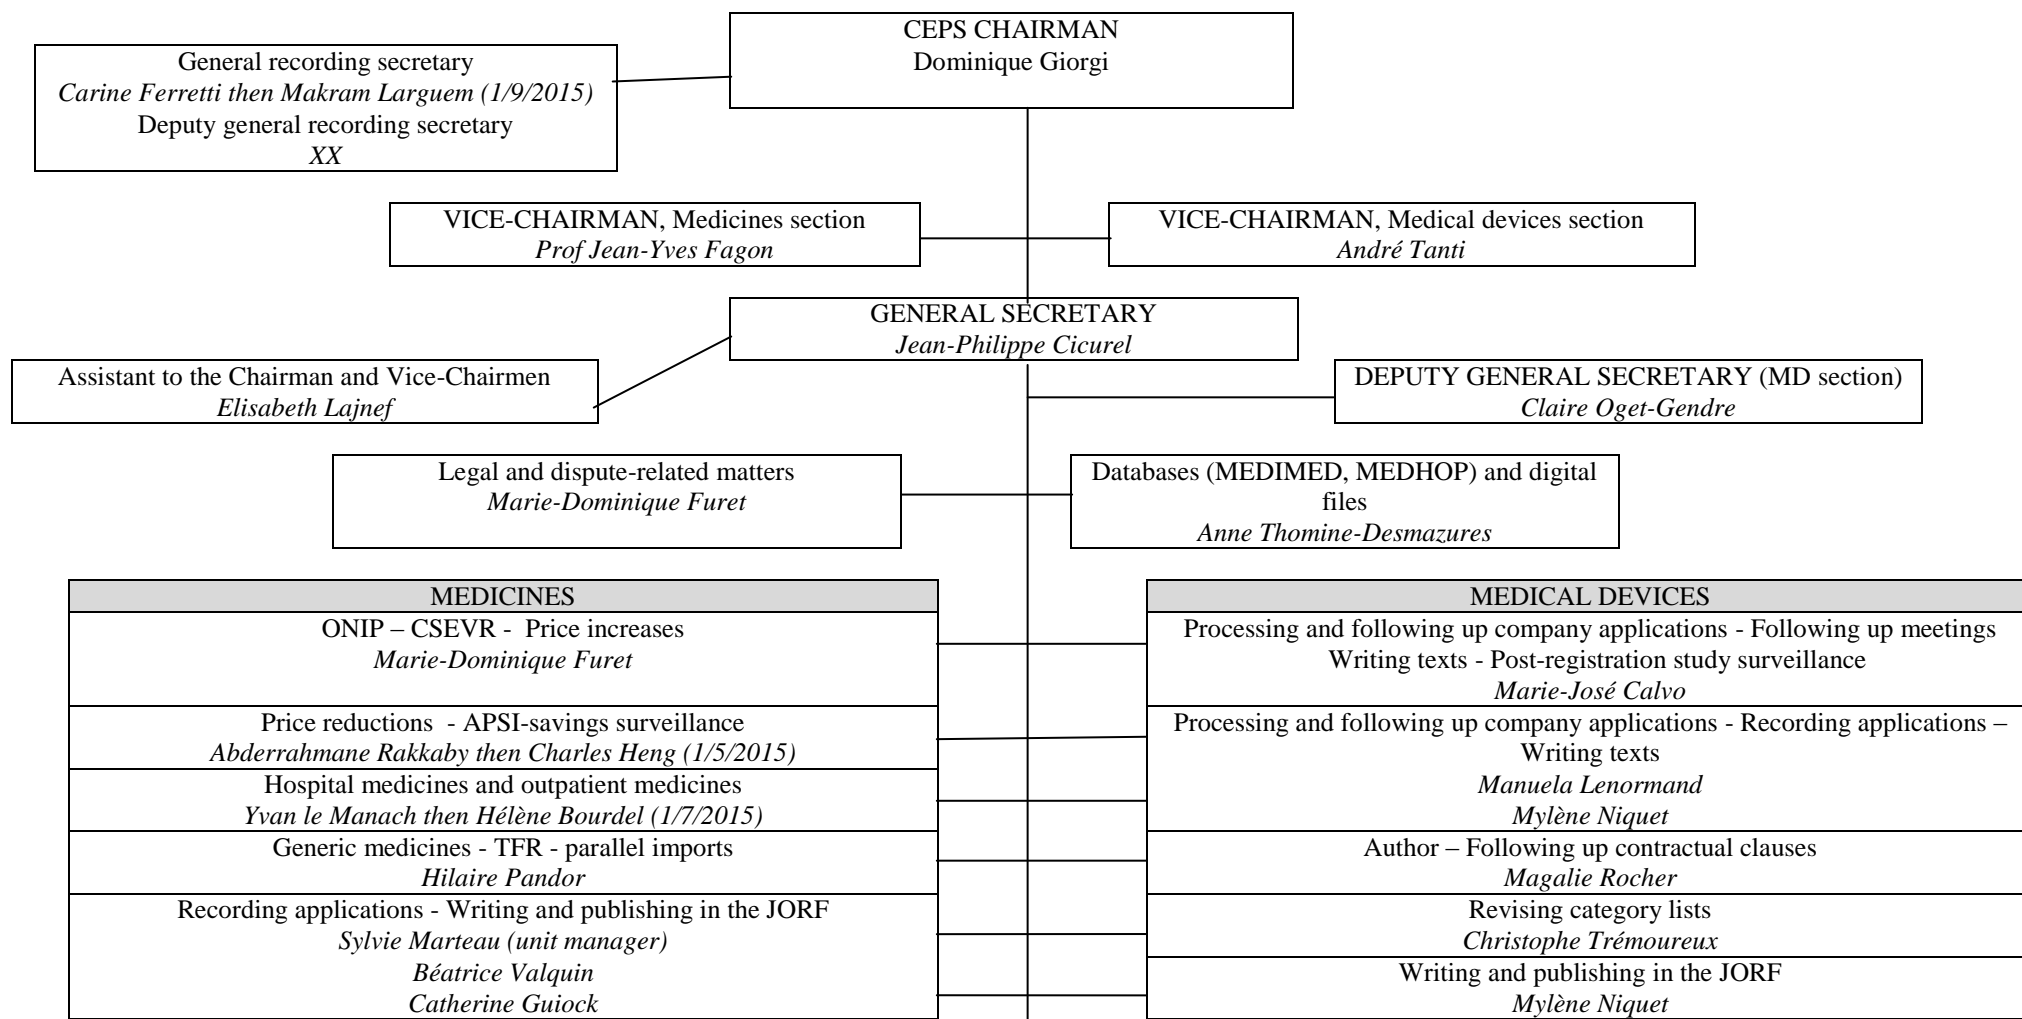 CEPS CHAIRMAN
Dominique Giorgi
General recording secretary
Carine Ferretti then Makram Larguem (1/9/2015)
Deputy general recording secretary
XX
VICE-CHAIRMAN, Medicines section
Prof Jean-Yves Fagon
VICE-CHAIRMAN, Medical devices section
André Tanti
GENERAL SECRETARY
Jean-Philippe Cicurel
Assistant to the Chairman and Vice-Chairmen
Elisabeth Lajnef
DEPUTY GENERAL SECRETARY (MD section)
Claire Oget-Gendre
Legal and dispute-related matters
Marie-Dominique Furet
Databases (MEDIMED, MEDHOP) and digital
files
Anne Thomine-Desmazures
MEDICINES
ONIP – CSEVR - Price increases
Marie-Dominique Furet
Price reductions - APSI-savings surveillance
Abderrahmane Rakkaby then Charles Heng (1/5/2015)
Hospital medicines and outpatient medicines
Yvan le Manach then Hélène Bourdel (1/7/2015)
Generic medicines - TFR - parallel imports
Hilaire Pandor
Recording applications - Writing and publishing in the JORF
Sylvie Marteau (unit manager)
Béatrice Valquin
Catherine Guiock
MEDICAL DEVICES
Processing and following up company applications - Following up meetings
Writing texts - Post-registration study surveillance
Marie-José Calvo
Processing and following up company applications - Recording applications –
Writing texts
Manuela Lenormand
Mylène Niquet
Author – Following up contractual clauses
Magalie Rocher
Revising category lists
Christophe Trémoureux
Writing and publishing in the JORF
Mylène Niquet